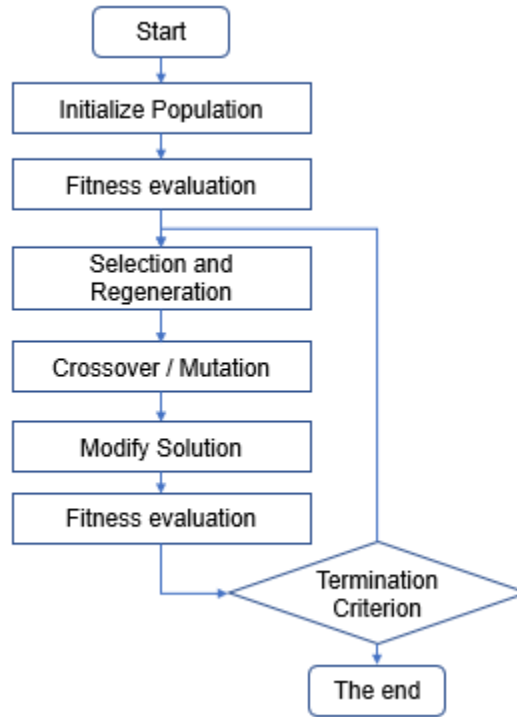 Start
Initialize Population
Fitness evaluation
Selection and
Regeneration
Crossover / Mutation
Modify Solution
Fitness evaluation
Termination
Criterion
The end